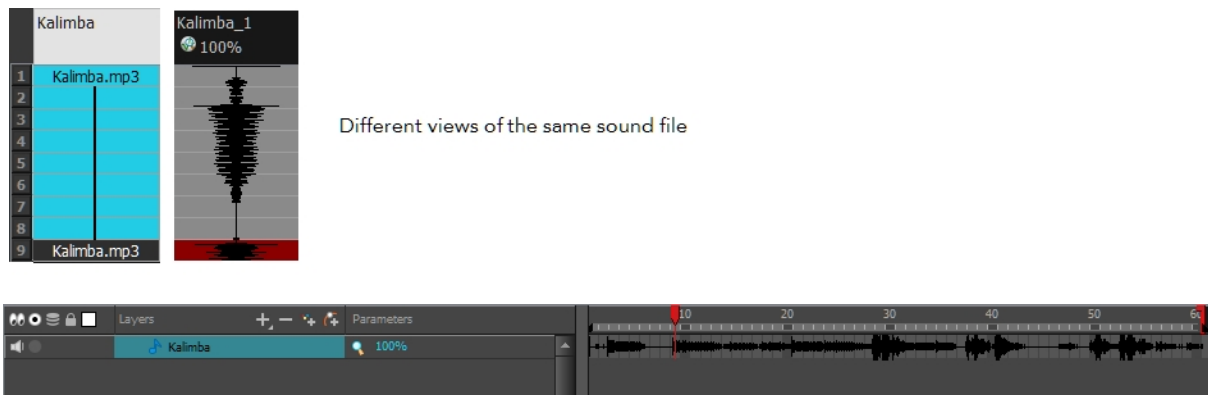 Kalimba
Kalimba_1
100%
1 Kalimba.mp3
2
3
4
5
6
7
8
9 Kalimba.mp3
Different views of the same sound file
Layers Parameters 10 20 30 40 50
Kalimba 100%